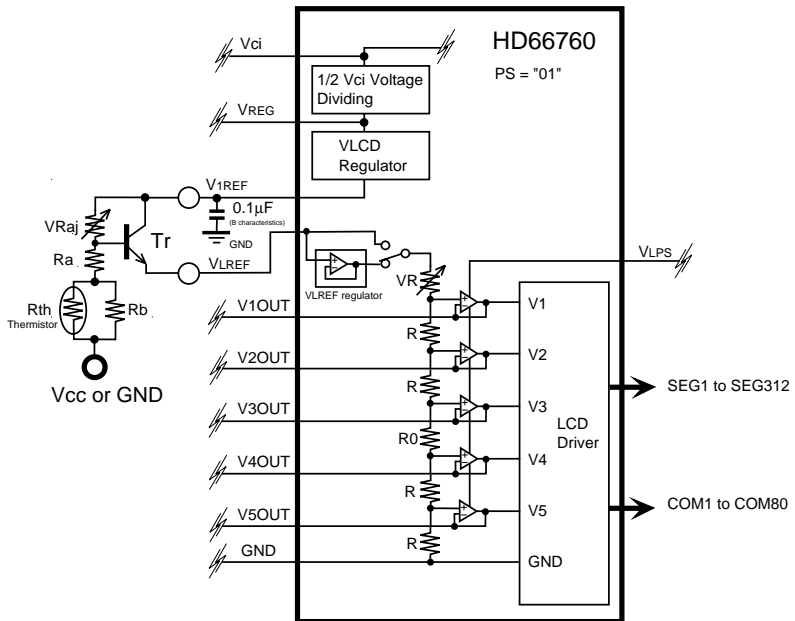 HD66760
PS = "01"
Vci
1/2 Vci Voltage
Dividing
VREG
VLCD
Regulator
V1REF
0.1μF
(B characteristics)
GND
VRaj
Tr
Ra
VLREF
VLREF regulator
VR
VLPS
Rth
Thermistor
Rb
Vcc or GND
V1OUT
V1
R
V2OUT
V2
R
V3OUT
V3
R0
LCD
Driver
V4OUT
V4
R
V5OUT
V5
R
GND
GND
SEG1 to SEG312
COM1 to COM80
+
−
+
−
+
−
+
−
+
−
+
−